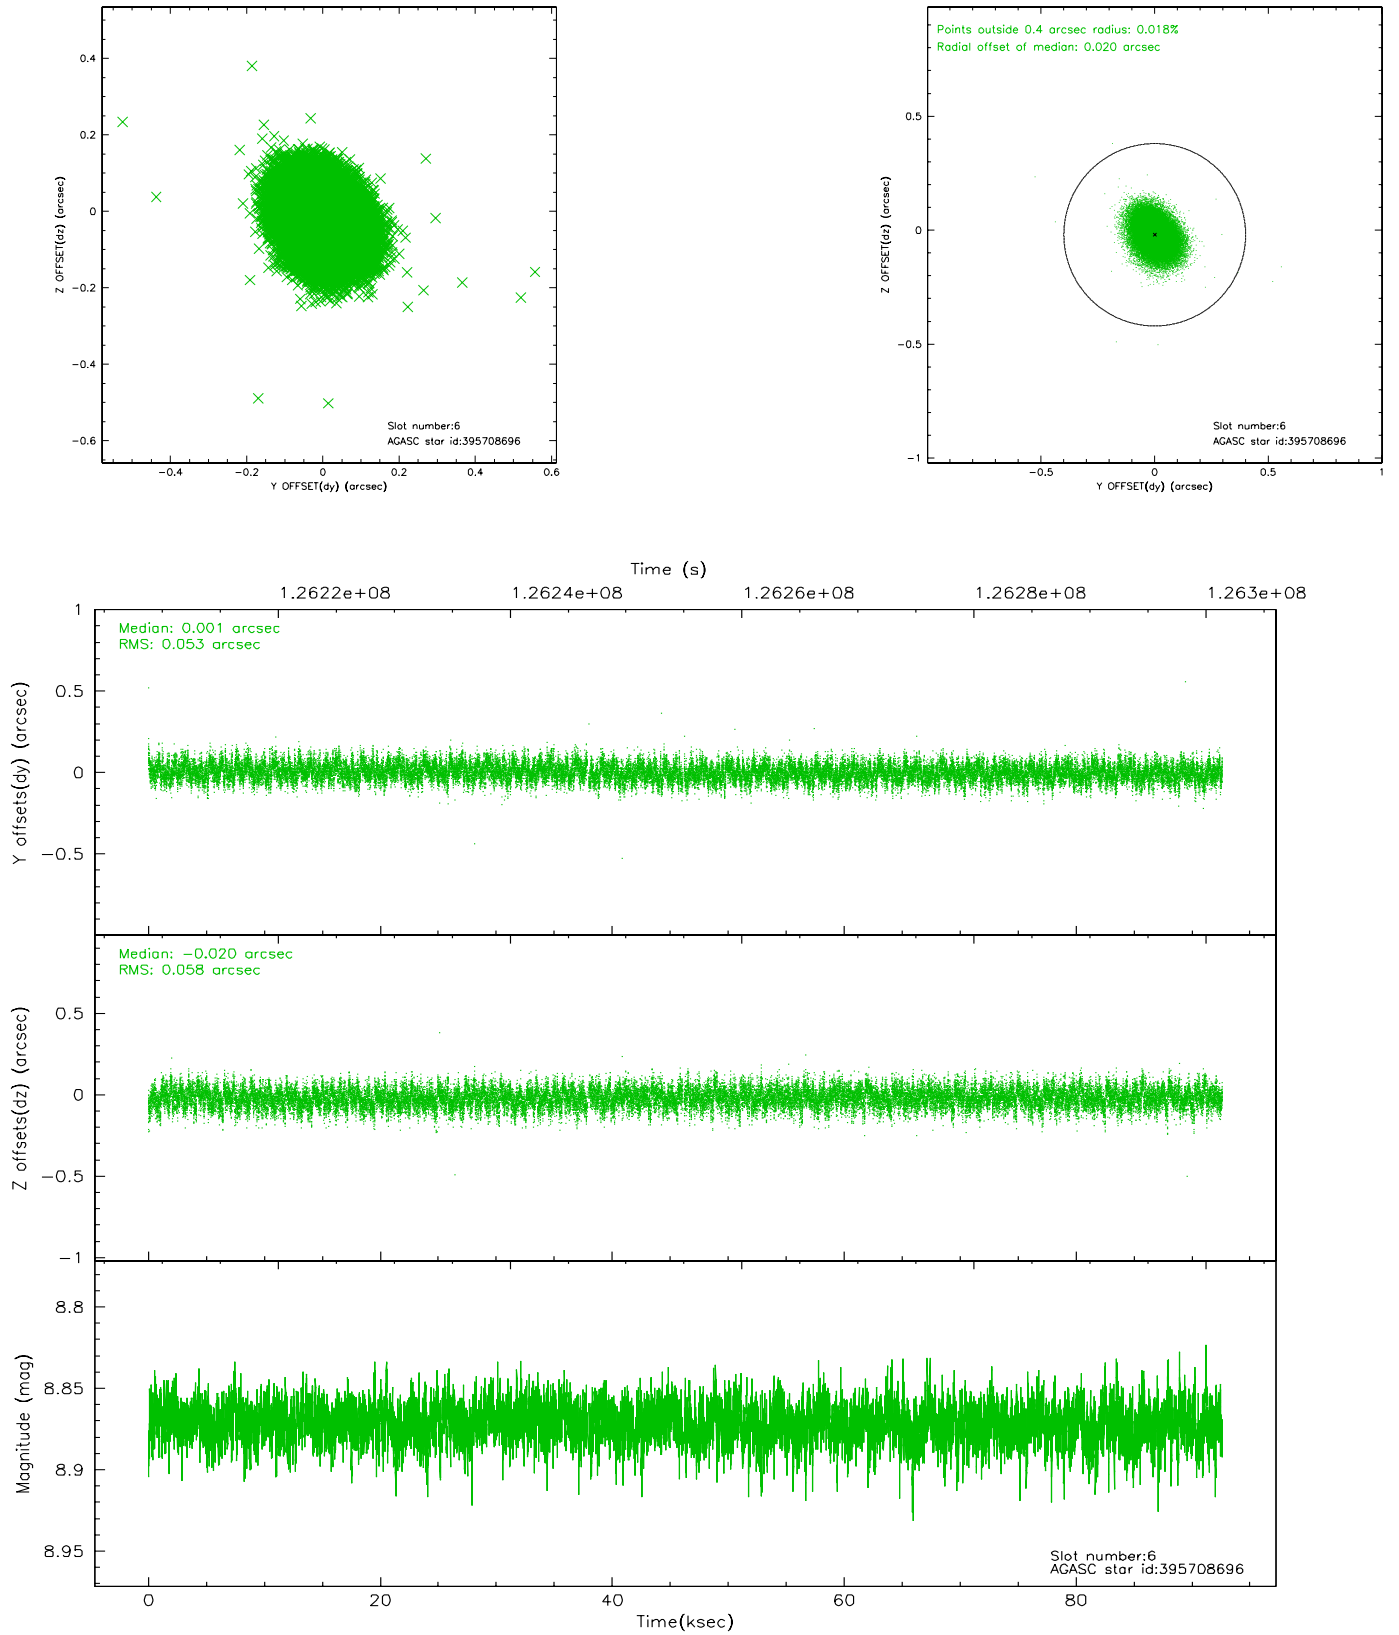 0.4
0.2
0
−0.2
−0.4
−0.6
Z OFFSET(dz) (arcsec)
Slot number:6
AGASC star id:395708696
−0.4
−0.2
0
0.2
0.4
0.6
Y OFFSET(dy) (arcsec)
Points outside 0.4 arcsec radius: 0.018%
Radial offset of median: 0.020 arcsec
0.5
0
−0.5
−1
Z OFFSET(dz) (arcsec)
Slot number:6
AGASC star id:395708696
−0.5
0
0.5
1
Y OFFSET(dy) (arcsec)
Time (s)
1.2622e+08
1.2624e+08
1.2626e+08
1.2628e+08
1.263e+08
Median: 0.001 arcsec
RMS: 0.053 arcsec
1
0.5
0
−0.5
Y offsets(dy) (arcsec)
Median: −0.020 arcsec
RMS: 0.058 arcsec
0.5
0
−0.5
−1
Z offsets(dz) (arcsec)
8.8
8.85
8.9
8.95
Magnitude (mag)
Slot number:6
AGASC star id:395708696
0
20
40
60
80
Time(ksec)